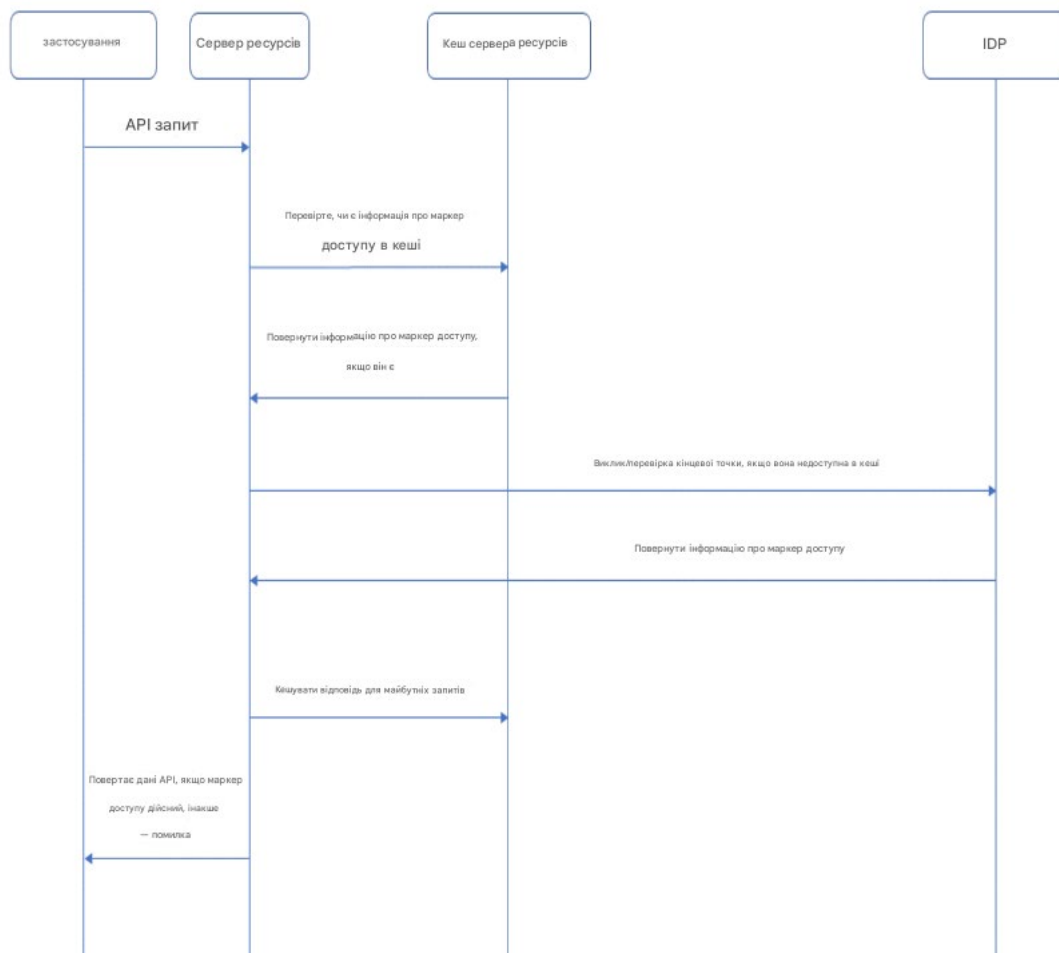 застосування
Сервер ресурсів
Кеш сервера ресурсів
IDP
API запит
Перевірте, чи є інформація про маркер
доступу в кеші
Повернути інформацію про маркер доступу,
якщо він є
Виклик/перевірка кінцевої точки, якщо вона недоступна в кеші
Повернути інформацію про маркер доступу
Кешувати відповідь для майбутніх запитів
Повертає дані API, якщо маркер
доступу дійсний, інакше
— помилка